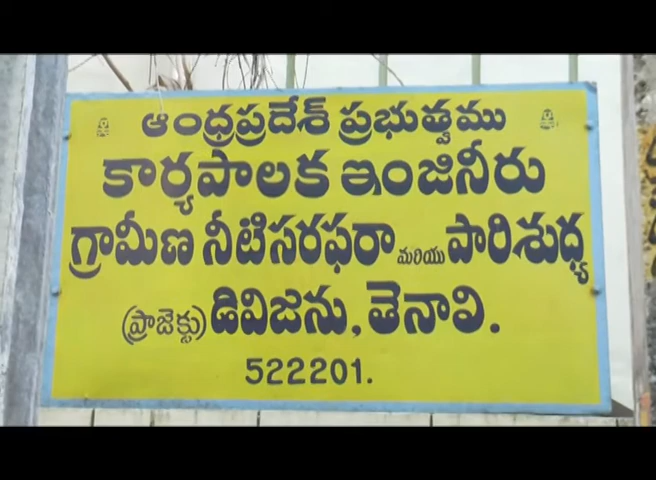 ఆంధ్రప్రదేశ్ ప్రభుత్వము
కార్యపాలక ఇంజినీరు
గ్రామీణ నీటిసరఫరా మరియు పారిశుధ్య
(ప్రాజెక్టు) డివిజను, తెనాలి.
522201.